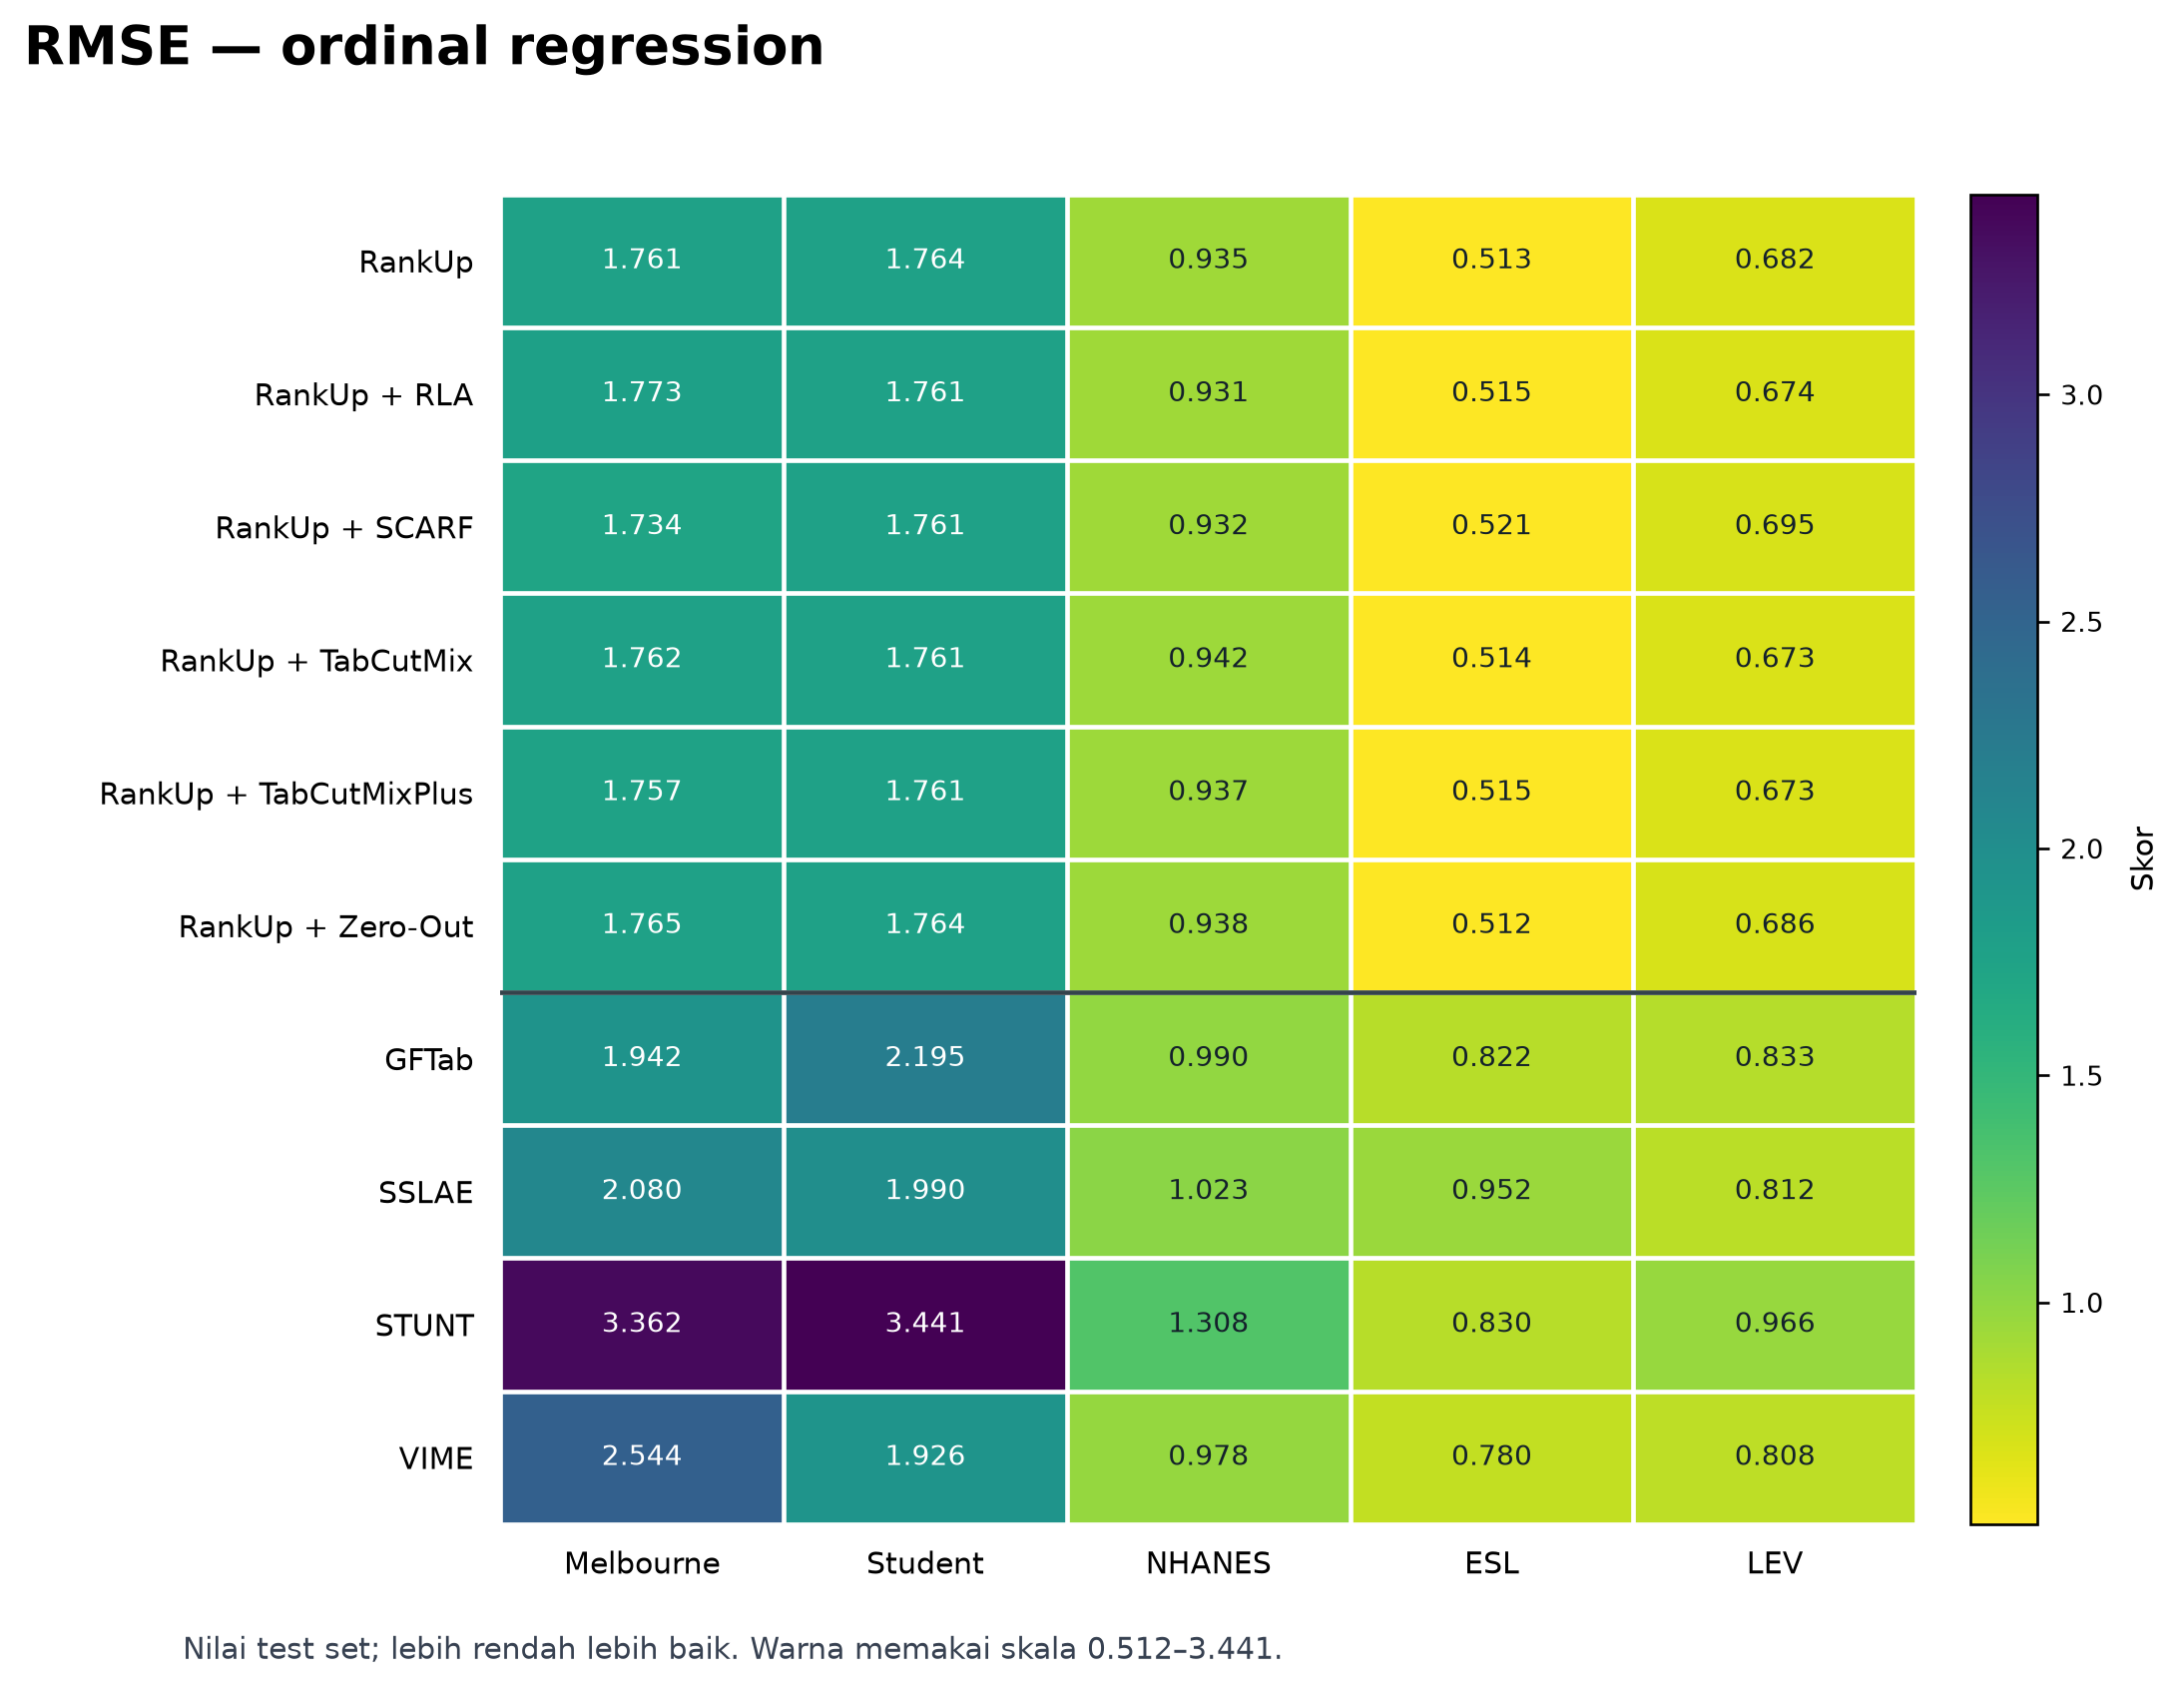 RMSE — ordinal regression
RankUp 1.761 1.764 0.935 0.513 0.682
RankUp + RLA 1.773 1.761 0.931 0.515 0.674
RankUp + SCARF 1.734 1.761 0.932 0.521 0.695
RankUp + TabCutMix 1.762 1.761 0.942 0.514 0.673
RankUp + TabCutMixPlus 1.757 1.761 0.937 0.515 0.673
RankUp + Zero-Out 1.765 1.764 0.938 0.512 0.686
GFTab 1.942 2.195 0.990 0.822 0.833
SSLAE 2.080 1.990 1.023 0.952 0.812
STUNT 3.362 3.441 1.308 0.830 0.966
VIME 2.544 1.926 0.978 0.780 0.808
Melbourne Student NHANES ESL LEV
3.0
2.5
2.0
1.5
1.0
Skor
Nilai test set; lebih rendah lebih baik. Warna memakai skala 0.512–3.441.